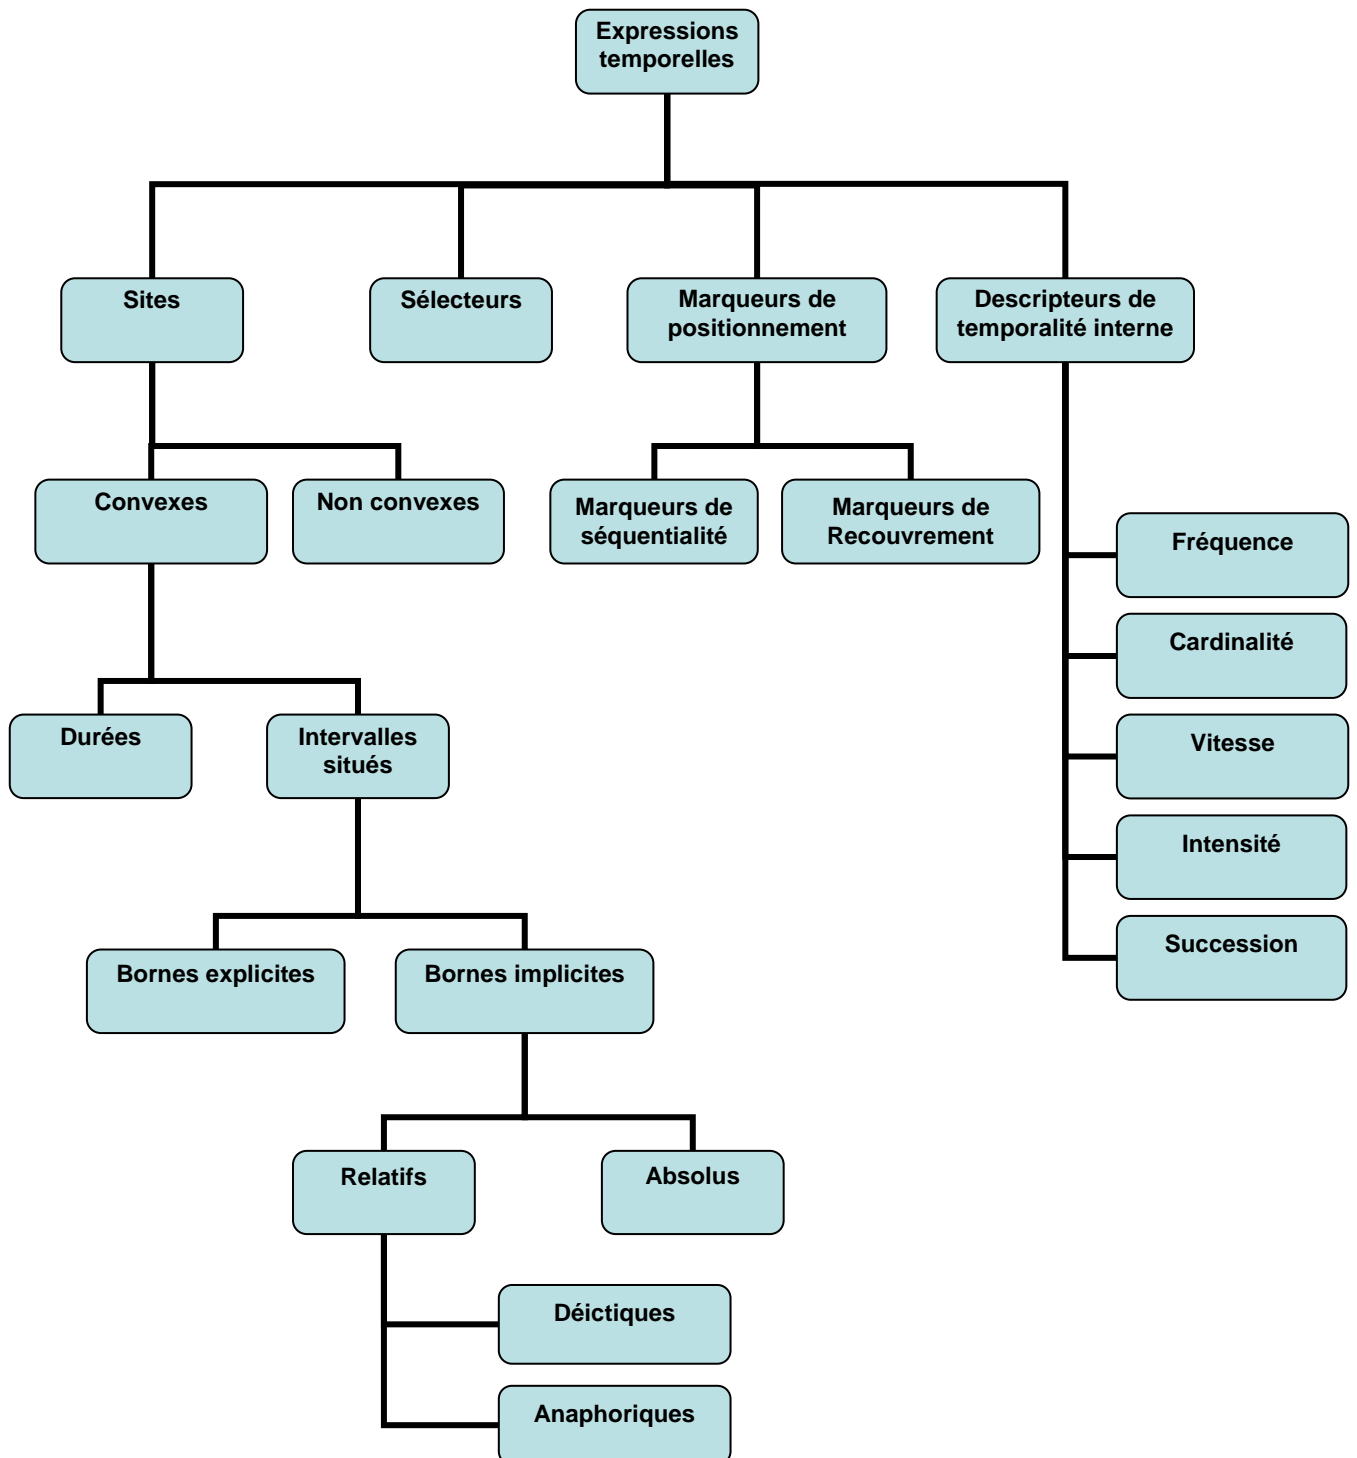 Expressions
temporelles
Sites
Sélecteurs
Marqueurs de
positionnement
Descripteurs de
temporalité interne
Convexes
Non convexes
Marqueurs de
séquentialité
Marqueurs de
Recouvrement
Fréquence
Cardinalité
Vitesse
Intensité
Succession
Durées
Intervalles
situés
Bornes explicites
Bornes implicites
Relatifs
Absolus
Déictiques
Anaphoriques